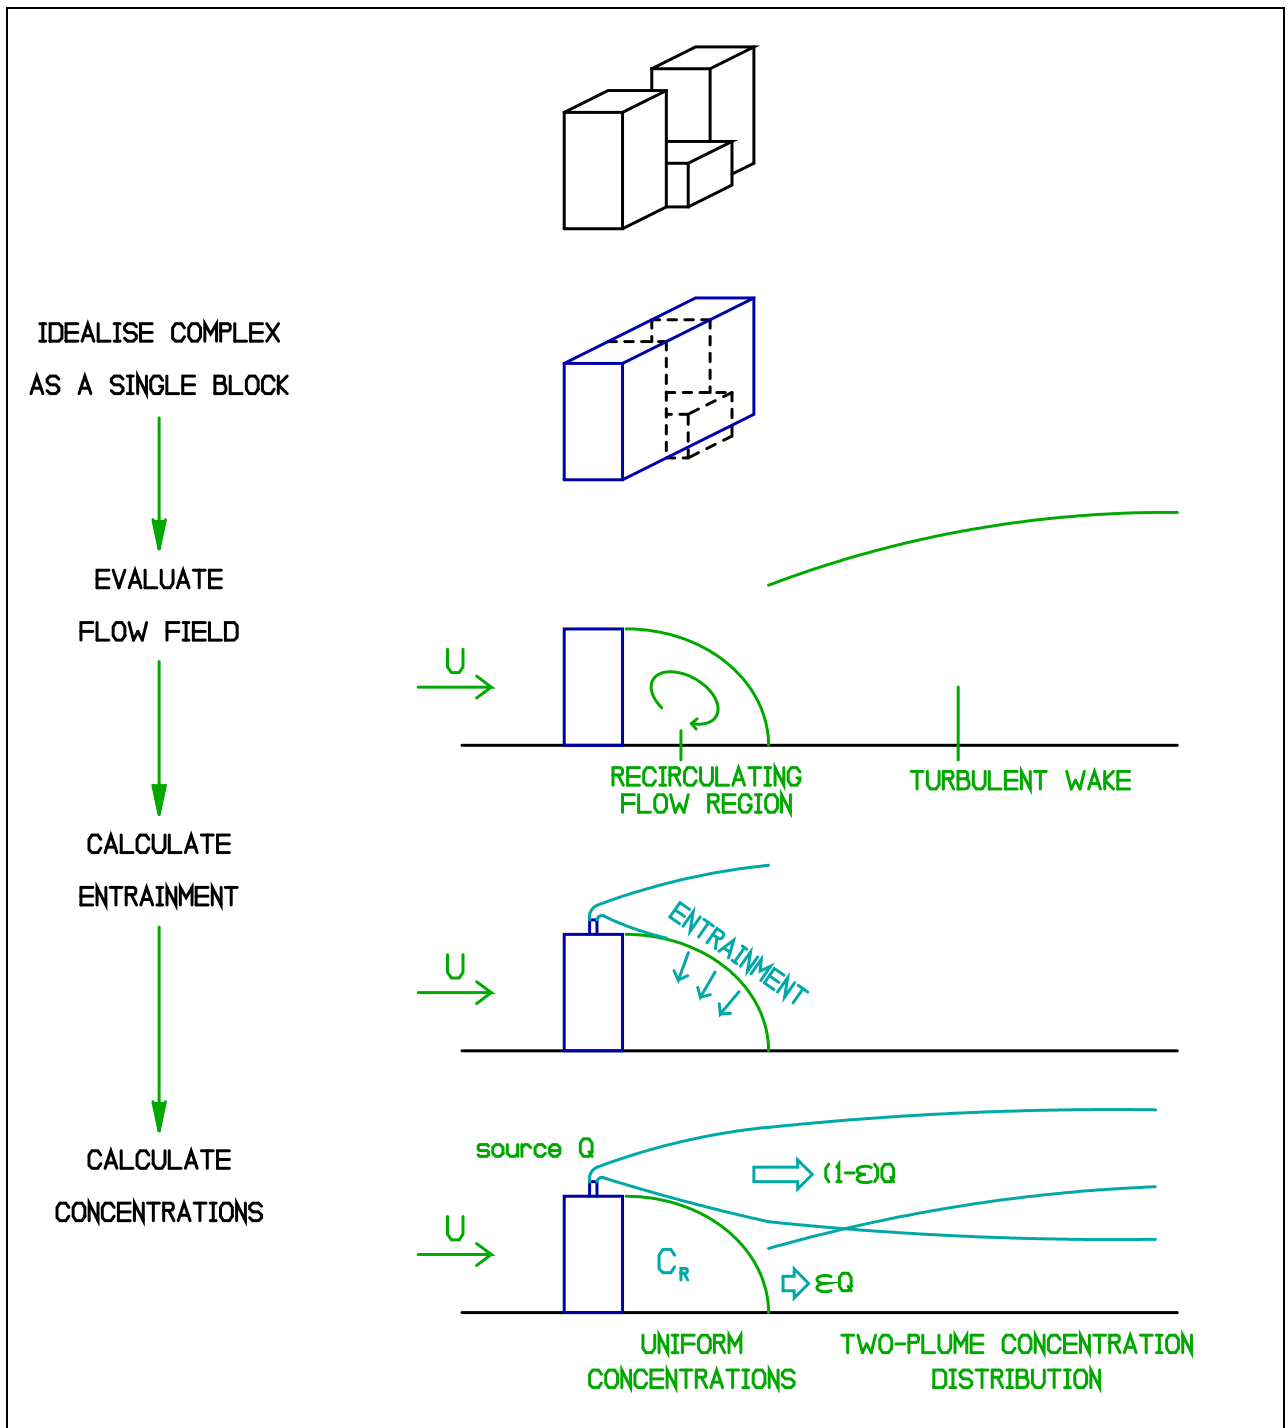 IDEALISE COMPLEX
AS A SINGLE BLOCK
EVALUATE
FLOW FIELD
U
RECIRCULATING
FLOW REGION
TURBULENT WAKE
CALCULATE
ENTRAINMENT
ENTRAINMENT
U
CALCULATE
CONCENTRATIONS
source Q
(1-ε)Q
U
C_R
εQ
UNIFORM
CONCENTRATIONS
TWO-PLUME CONCENTRATION
DISTRIBUTION